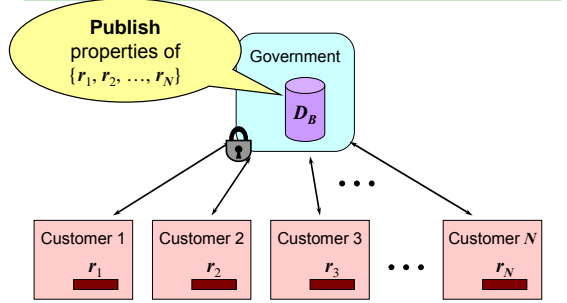 Publish
properties of
{r1, r2, …, rN}
Government
DB
• • •
Customer 1
Customer 2
Customer 3
Customer N
r1
r2
r3
• • •
rN